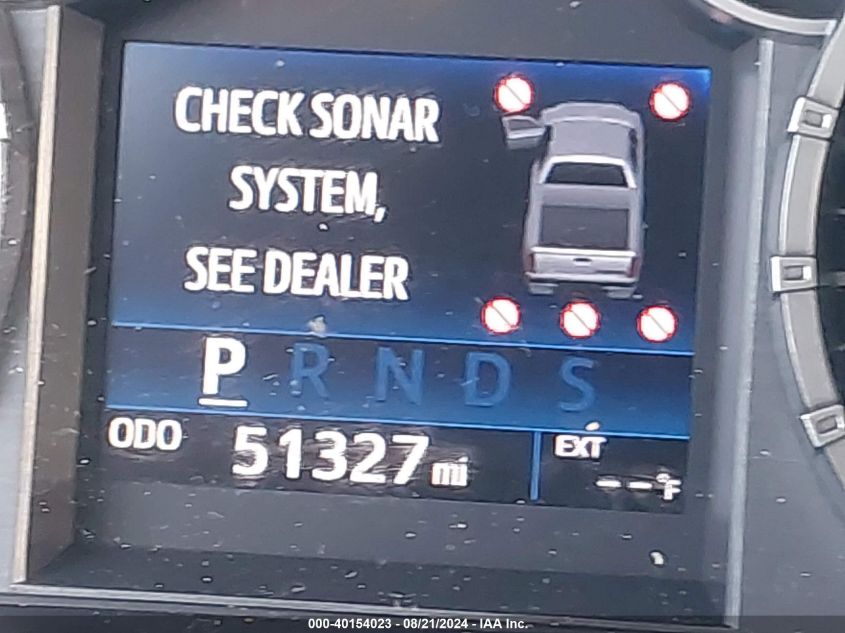 CHECK SONAR
SYSTEM,
SEE DEALER
P R N D S
ODO 51327 mi EXT
--°F
000-40154023 - 08/21/2024 - IAA Inc.